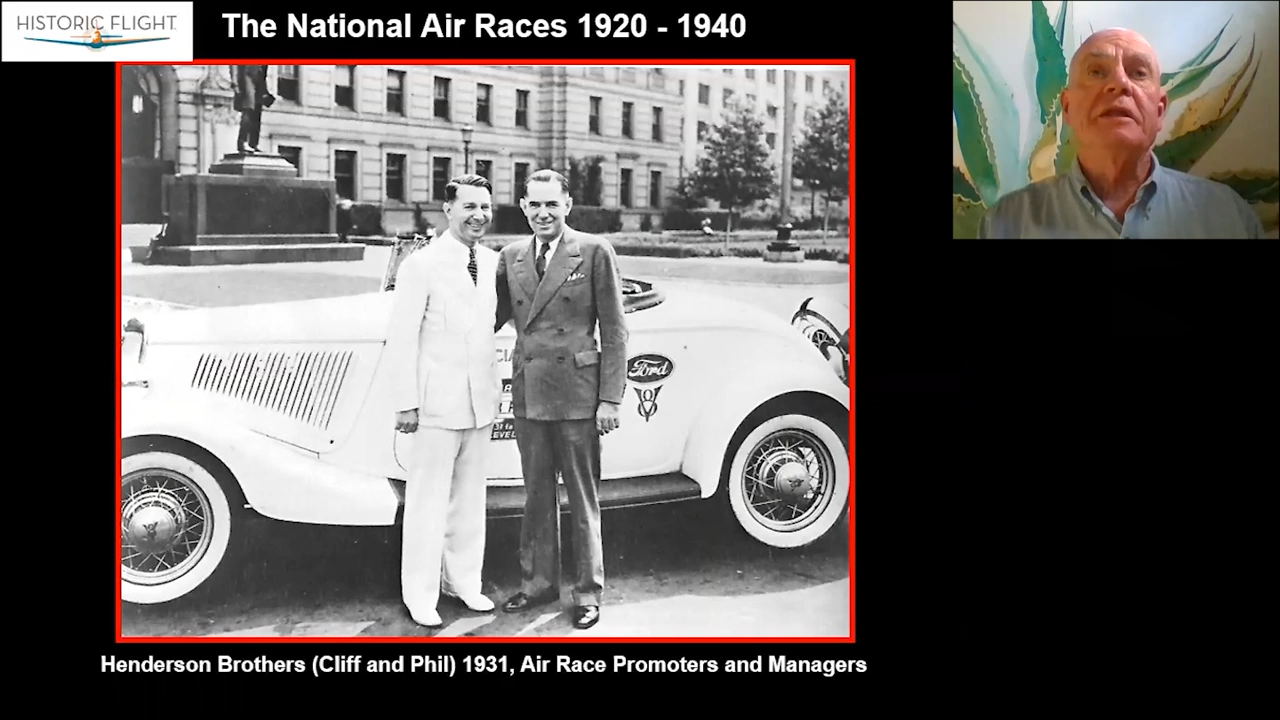 HISTORIC FLIGHT
The National Air Races 1920 - 1940
Ford
V8
Henderson Brothers (Cliff and Phil) 1931, Air Race Promoters and Managers